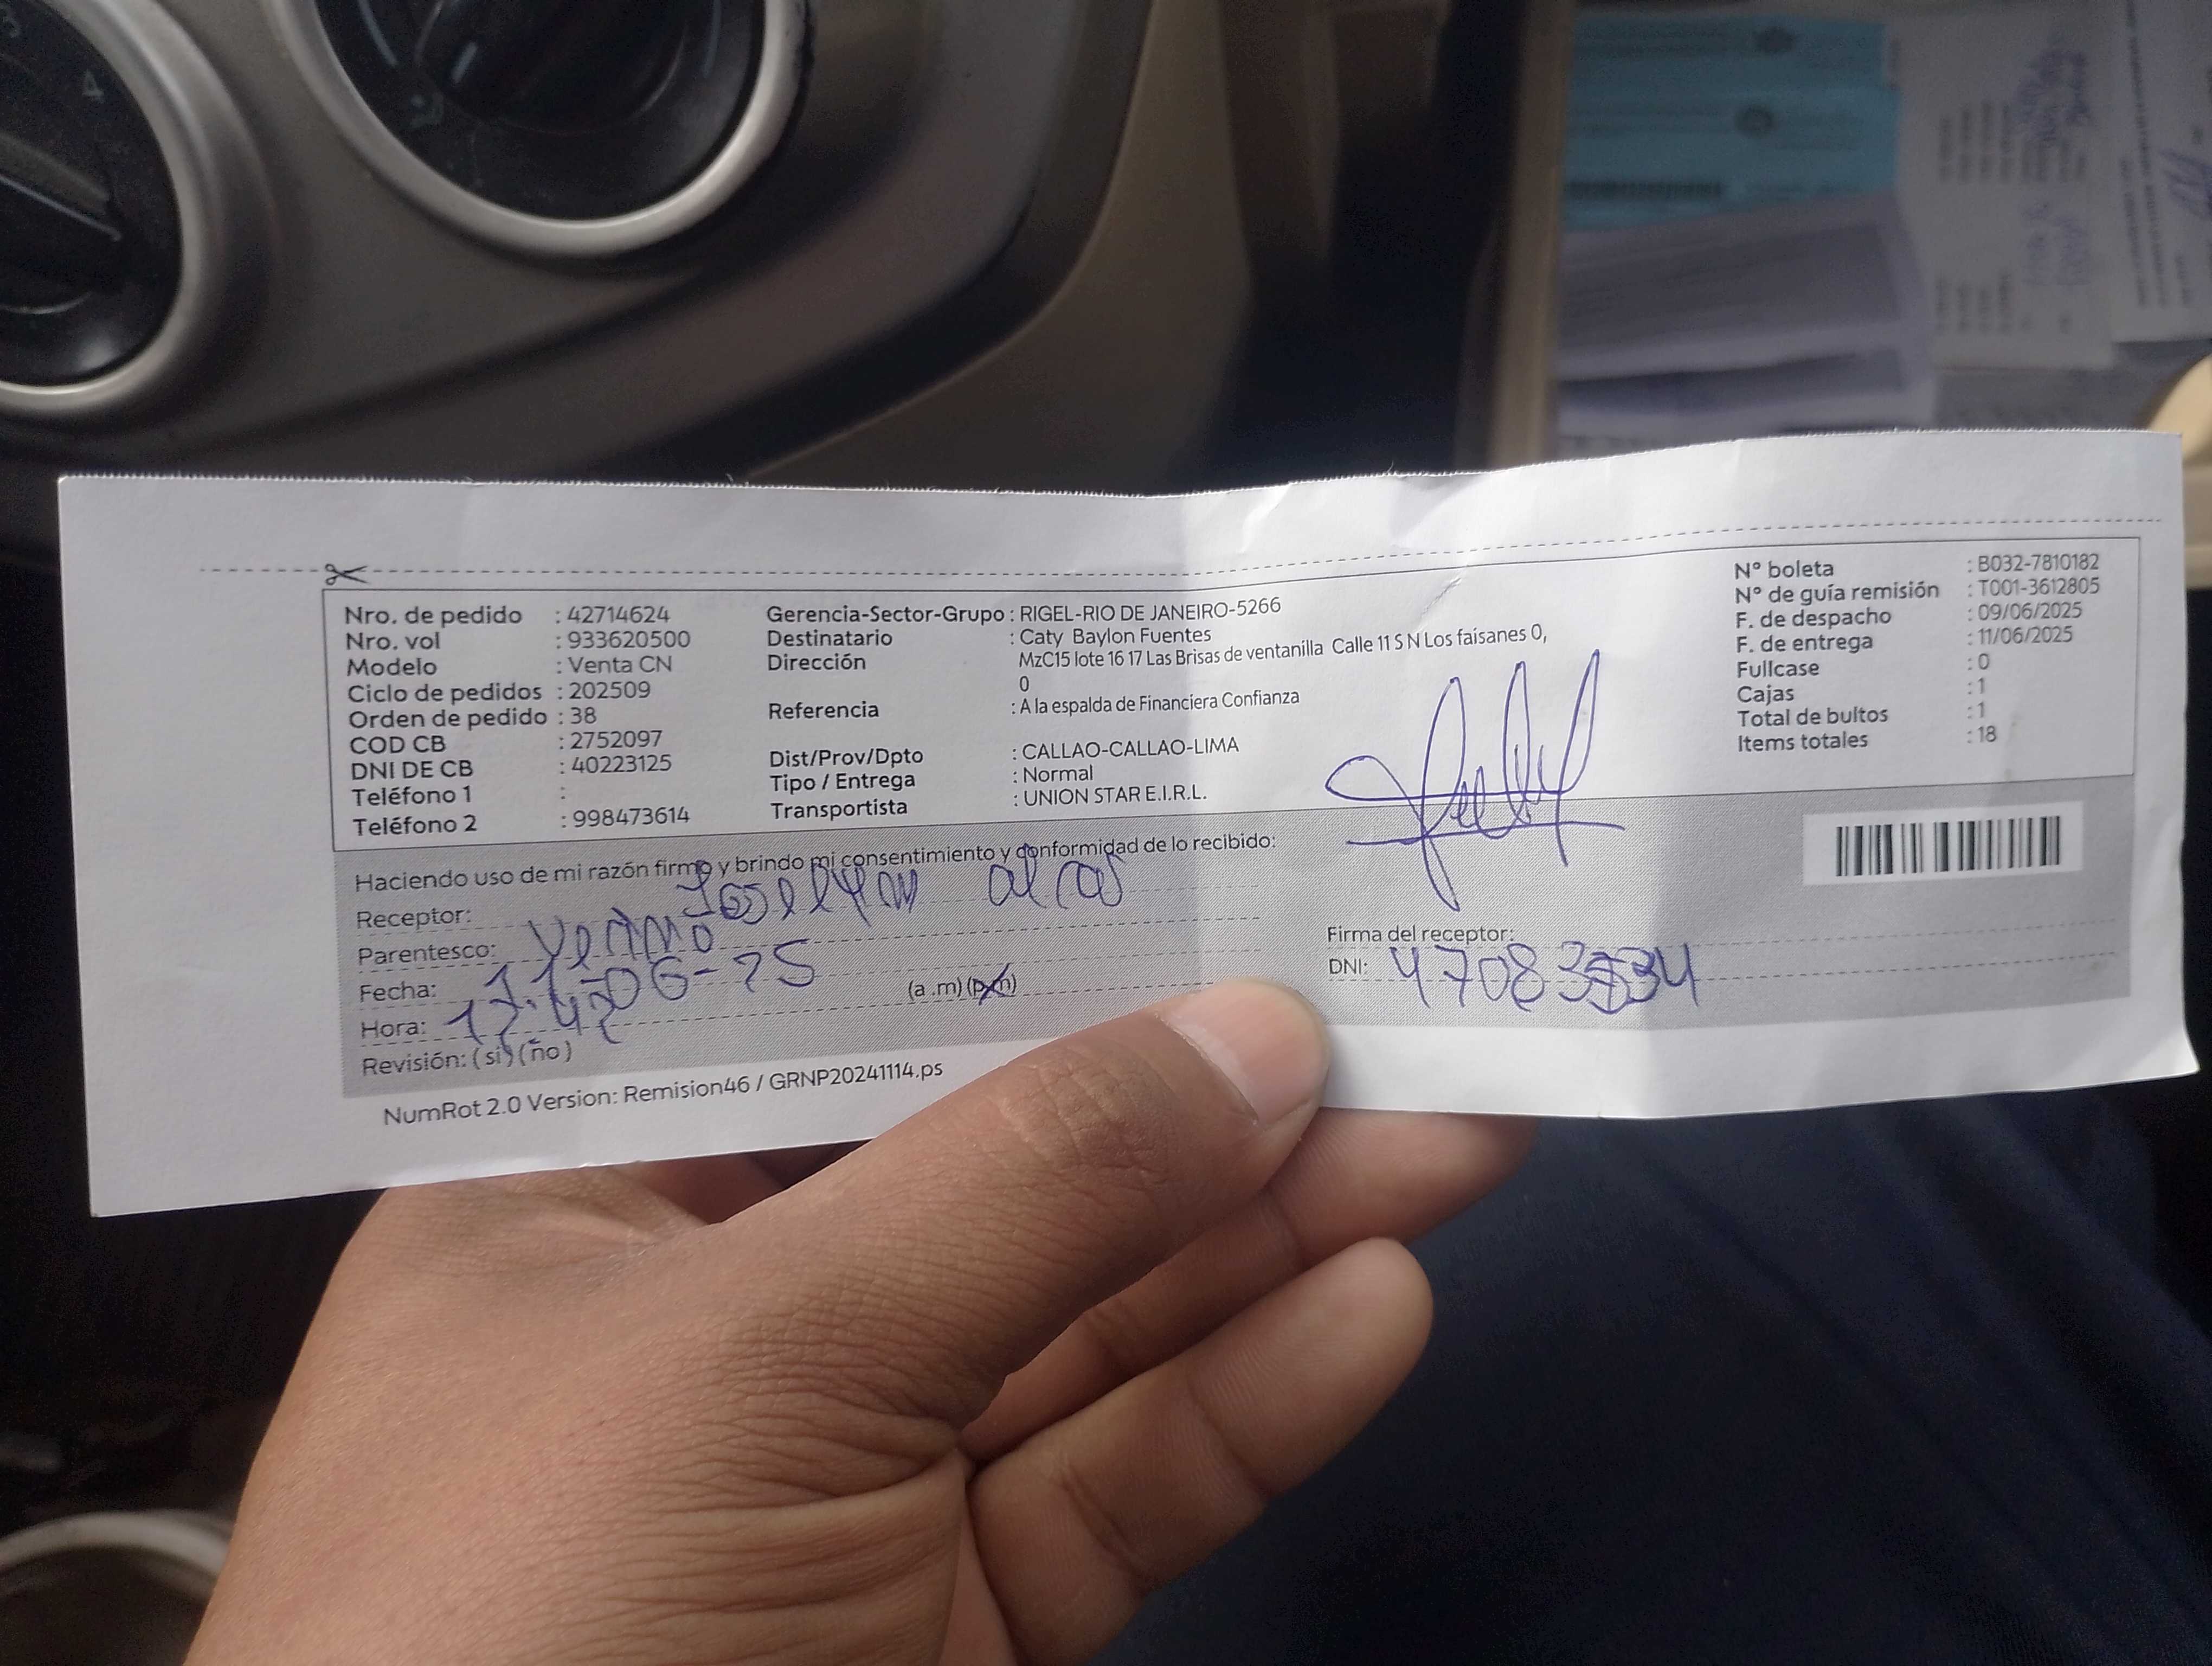 Nro. de pedido : 42714624
Nro. vol : 933620500
Modelo : Venta CN
Ciclo de pedidos : 202509
Orden de pedido : 38
COD CB : 2752097
DNI DE CB : 40223125
Teléfono 1 :
Teléfono 2 : 998473614
Gerencia-Sector-Grupo : RIGEL-RIO DE JANEIRO-5266
Destinatario : Caty Baylon Fuentes
Dirección MzC15 lote 16 17 Las Brisas de ventanilla Calle 11 S N Los faisanes 0,
0
Referencia : A la espalda de Financiera Confianza
Dist/Prov/Dpto : CALLAO-CALLAO-LIMA
Tipo / Entrega : Normal
Transportista : UNION STAR E.I.R.L.
N° boleta : B032-7810182
N° de guía remisión : T001-3612805
F. de despacho : 09/06/2025
F. de entrega : 11/06/2025
Fullcase : 0
Cajas : 1
Total de bultos : 1
Items totales : 18
Haciendo uso de mi razón firmo y brindo mi consentimiento y conformidad de lo recibido:
Receptor:
Parentesco:
Fecha: 11-06-25
Hora: (a .m) (p.m)
Revisión: ( si ) ( no )
Firma del receptor:
DNI:
NumRot 2.0 Version: Remision46 / GRNP20241114.ps